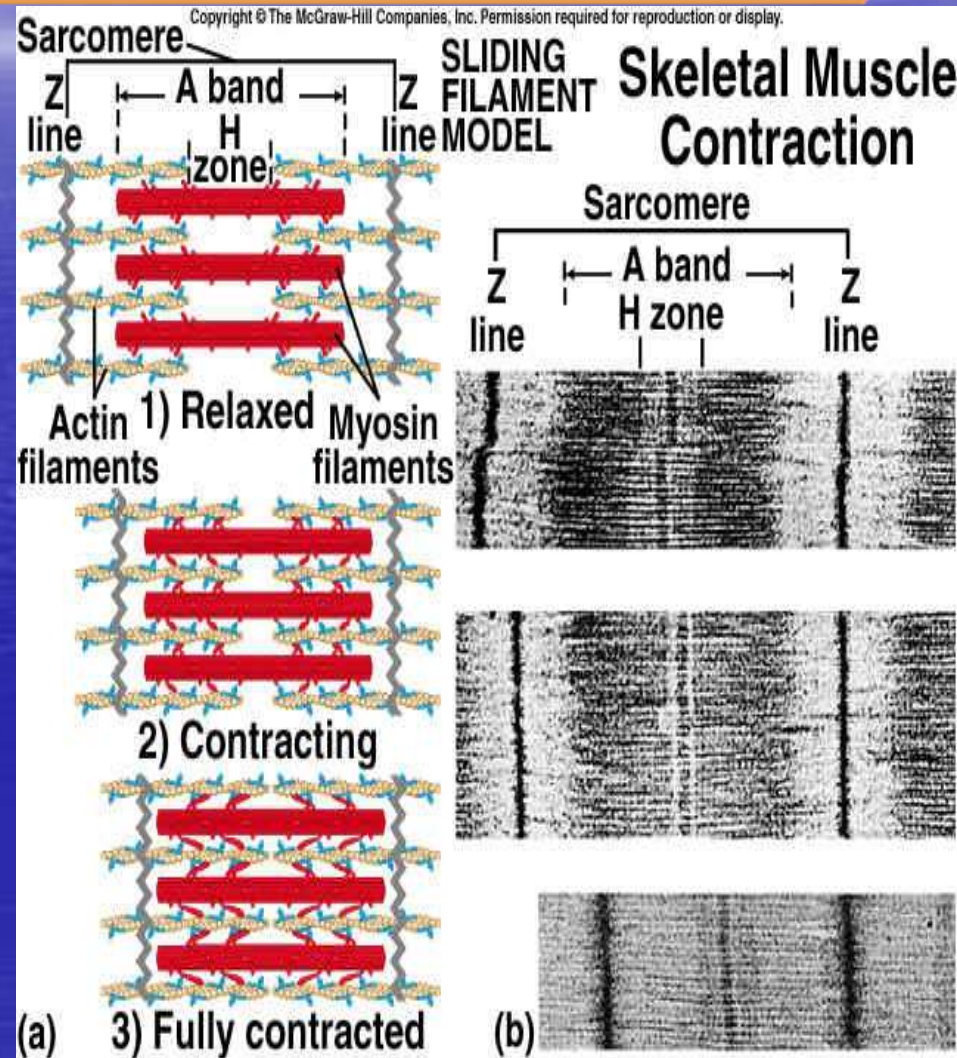 Copyright © The McGraw-Hill Companies, Inc. Permission required for reproduction or display.
Sarcomere
Z
line
A band
H
zone
Z
line
SLIDING
FILAMENT
MODEL
Skeletal Muscle
Contraction
Actin
filaments
1) Relaxed
Myosin
filaments
2) Contracting
3) Fully contracted
(a)
Sarcomere
Z
line
A band
H zone
Z
line
(b)